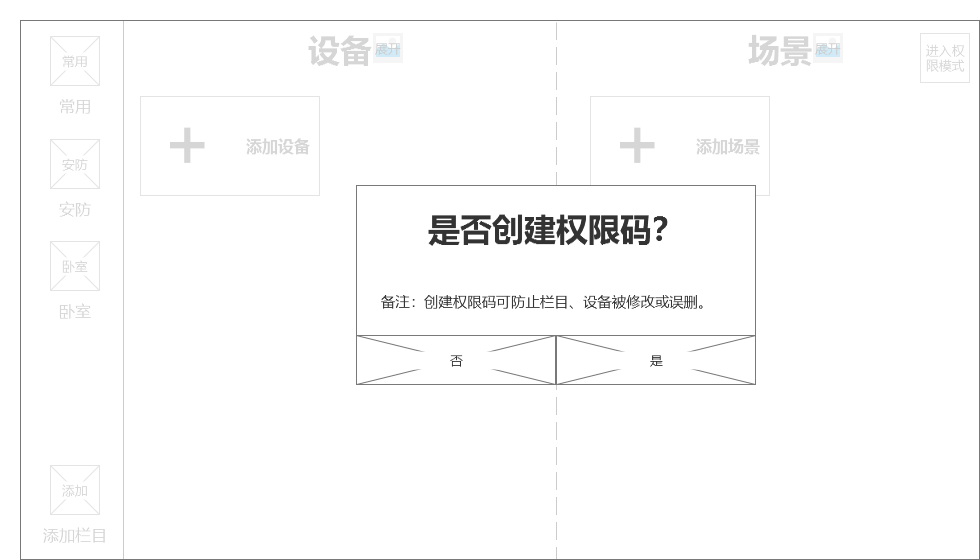 常用
常用
安防
安防
卧室
卧室
添加
添加栏目
设备
展开
添加设备
场景
展开
添加场景
进入权
限模式
是否创建权限码?
备注：创建权限码可防止栏目、设备被修改或误删。
否
是